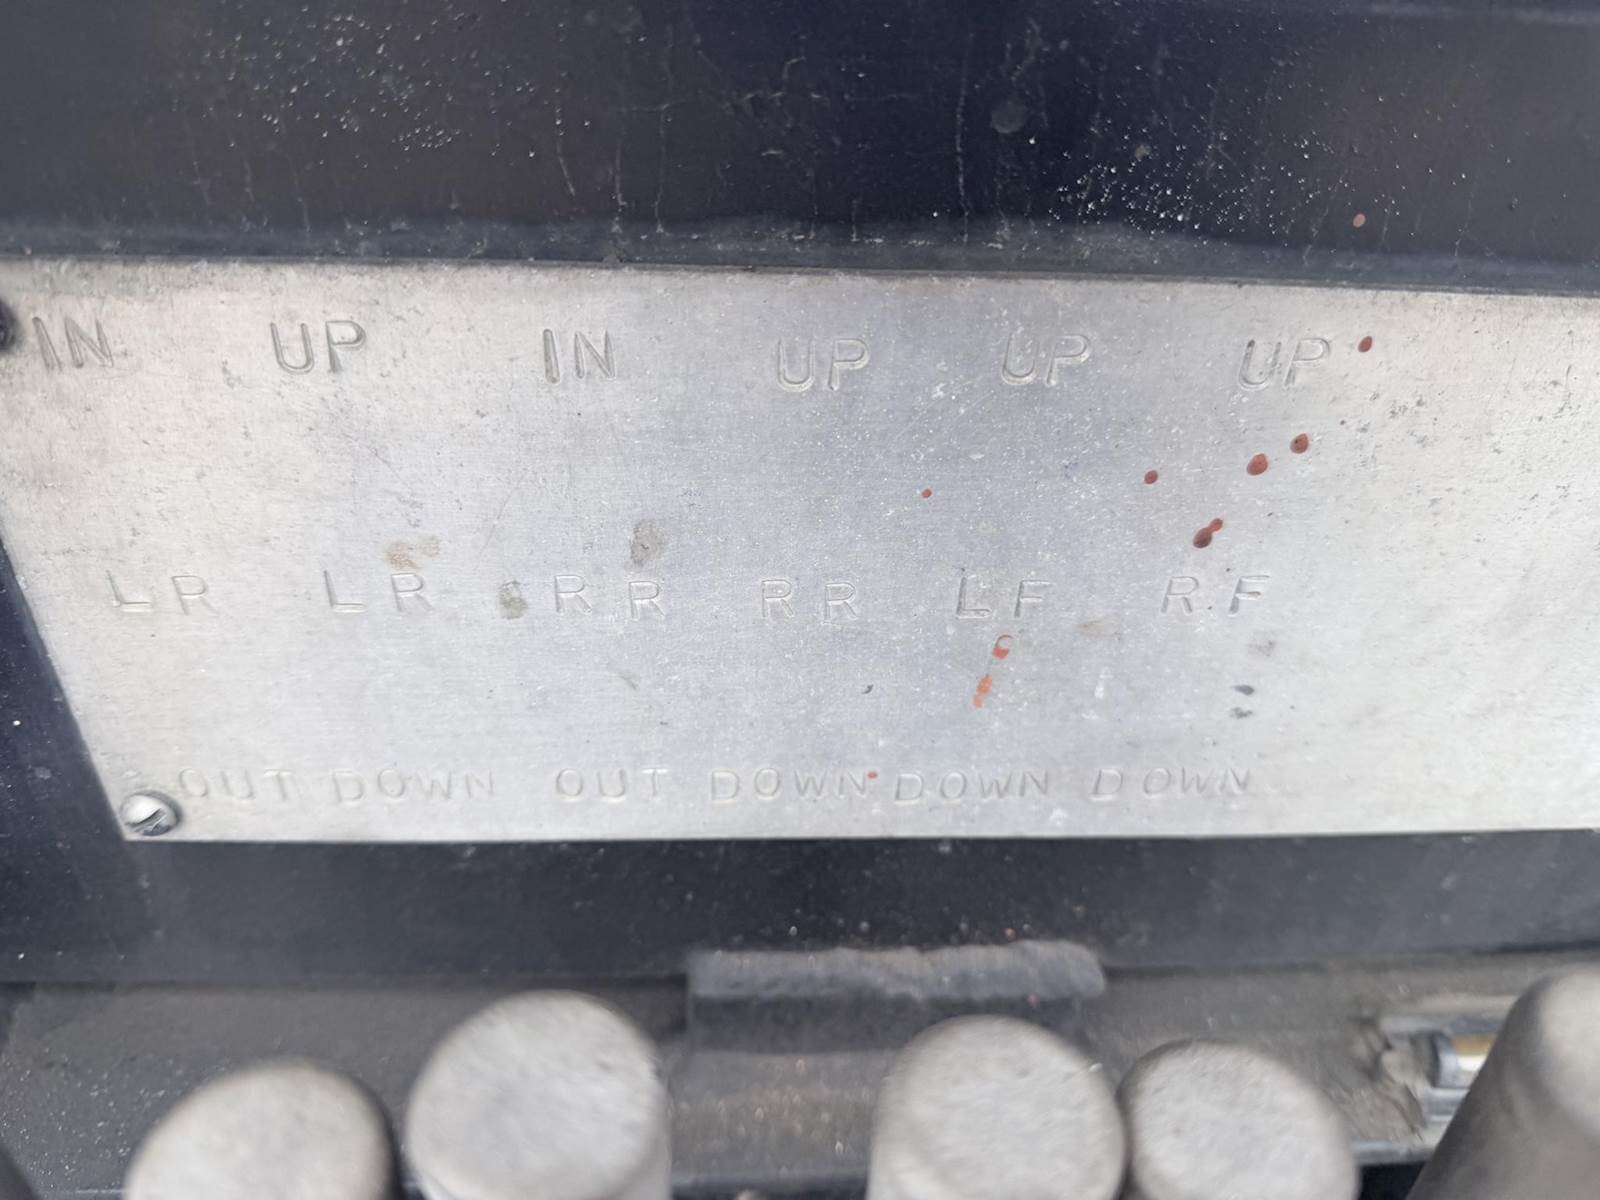 IN UP IN UP UP UP
LR LR RR RR LF RF
OUT DOWN OUT DOWN DOWN DOWN